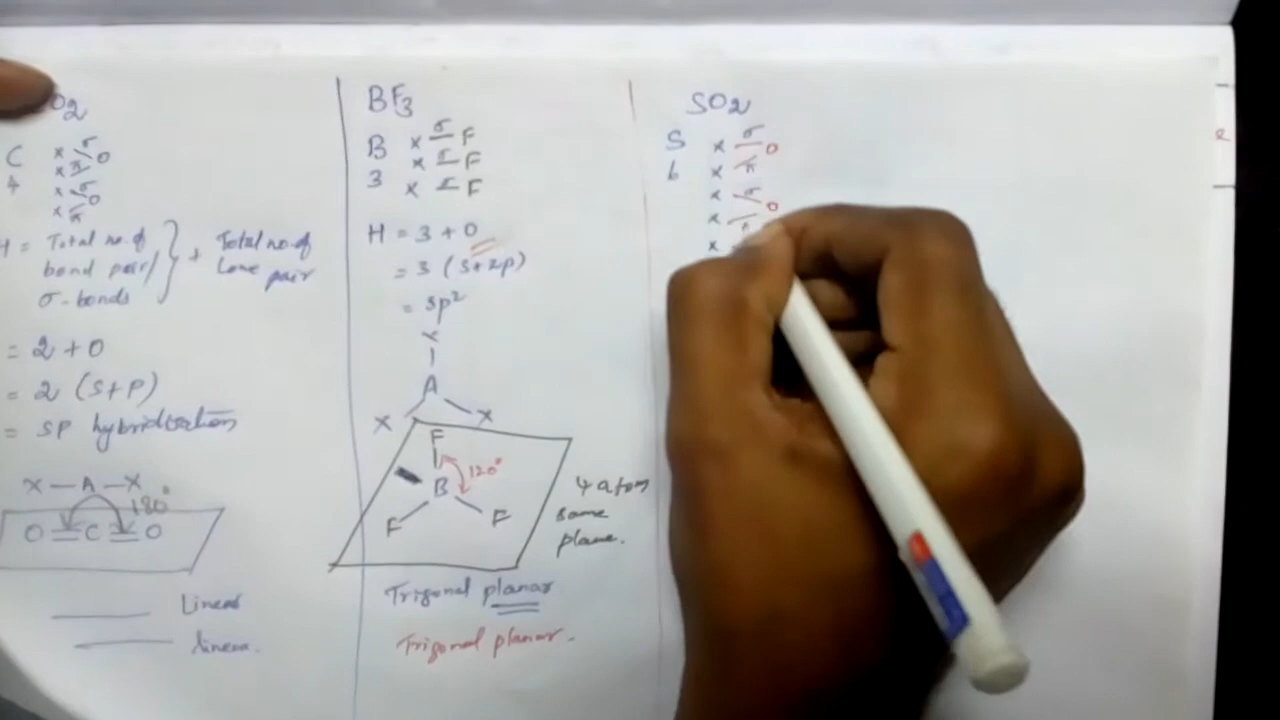 O2
C × σ O
4 × π
× σ O
× π
H = Total no. of bond pair/ σ-bonds } + Total no. of Lone pair
= 2 + 0
= 2 (S+P)
= SP hybridisation
X — A — X
180°
O = C = O
Linear
linear.
BF3
B × σ F
3 × σ F
× σ F
H = 3 + 0
= 3 (S+2p)
= SP2
X
A
X X
F
120°
B
F F
4 atom
same
plane.
Trigonal planar
Trigonal planar.
SO2
S × σ O
6 × π
× σ O
× π
×
2